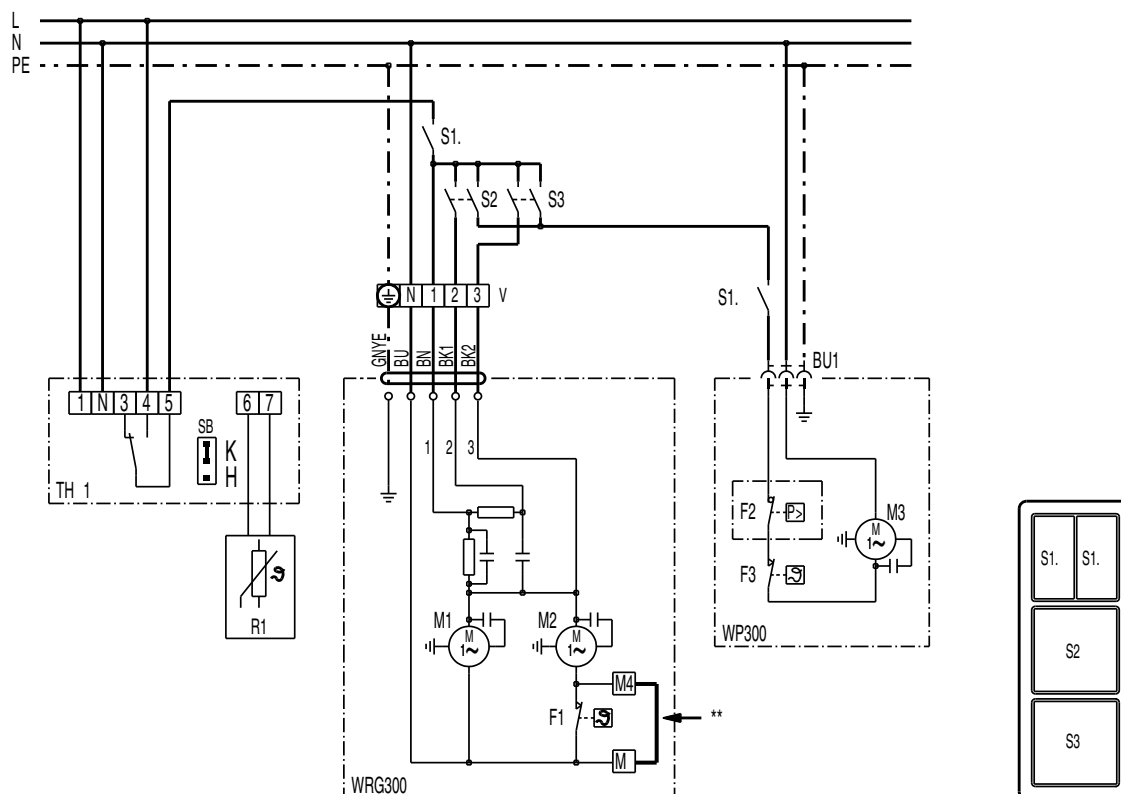 L
N
PE
S1.
S2
S3
S1.
N
1
2
3
V
GNYE
BU
BN
BK1
BK2
BU1
1
N
3
4
5
6
7
SB
K
H
TH 1
R1
1
2
3
M1
M
1~
M2
M
1~
M4
F1
ϑ
M
**
WRG300
F2
P>
F3
ϑ
M3
M
1~
WP300
S1.
S1.
S2
S3
ϑ